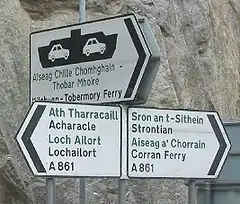 Aiseag Chille Chomhghain -
Thobar Mhoire
Kilchoan - Tobermory Ferry
Ath Tharracaill
Acharacle
Loch Ailort
Lochailort
A 861
Sron an t-Sithein
Strontian
Aiseag a' Chorrain
Corran Ferry
A 861